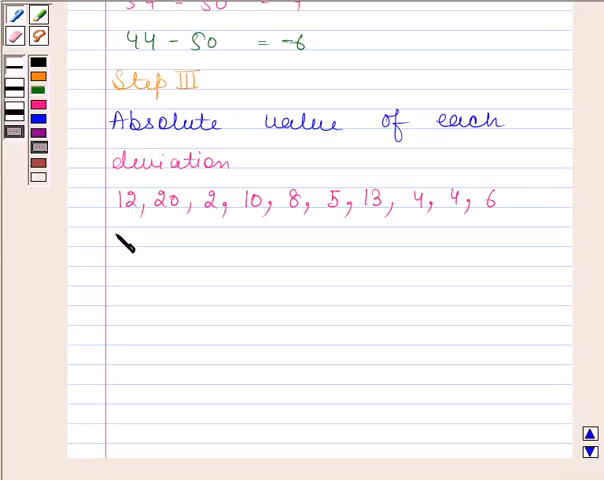 44 - 50 = -6
Step III
Absolute value of each
deviation
12, 20, 2, 10, 8, 5, 13, 4, 4, 6